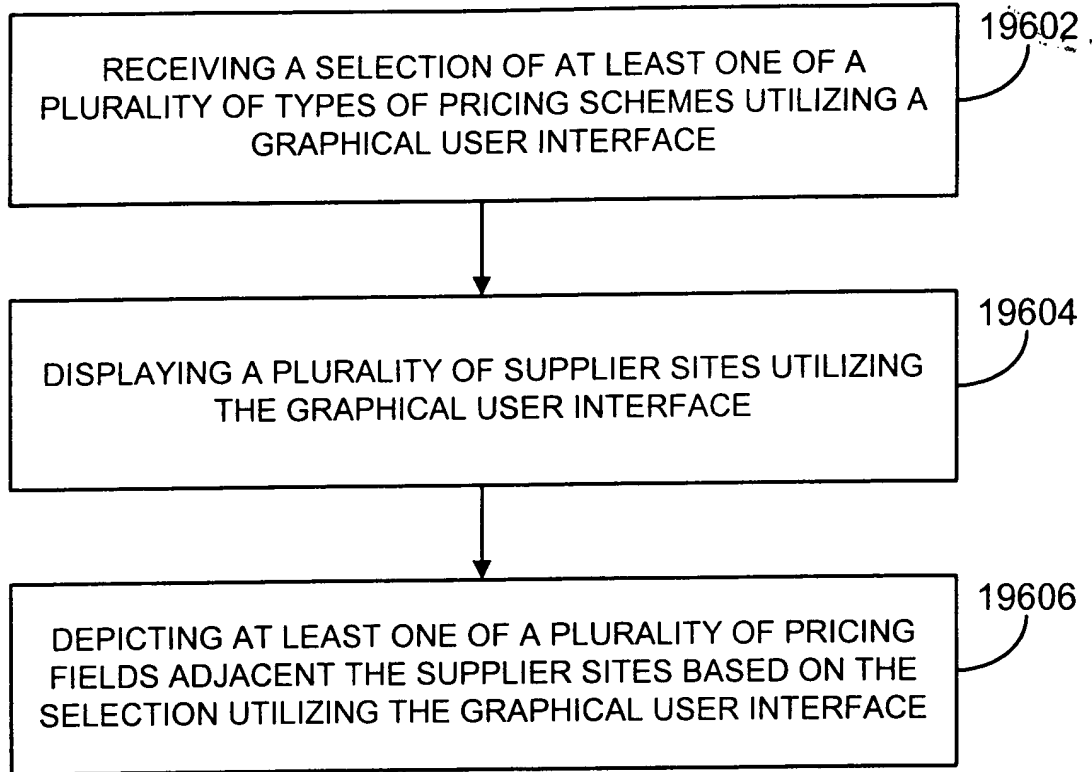 19602
RECEIVING A SELECTION OF AT LEAST ONE OF A
PLURALITY OF TYPES OF PRICING SCHEMES UTILIZING A
GRAPHICAL USER INTERFACE
19604
DISPLAYING A PLURALITY OF SUPPLIER SITES UTILIZING
THE GRAPHICAL USER INTERFACE
19606
DEPICTING AT LEAST ONE OF A PLURALITY OF PRICING
FIELDS ADJACENT THE SUPPLIER SITES BASED ON THE
SELECTION UTILIZING THE GRAPHICAL USER INTERFACE